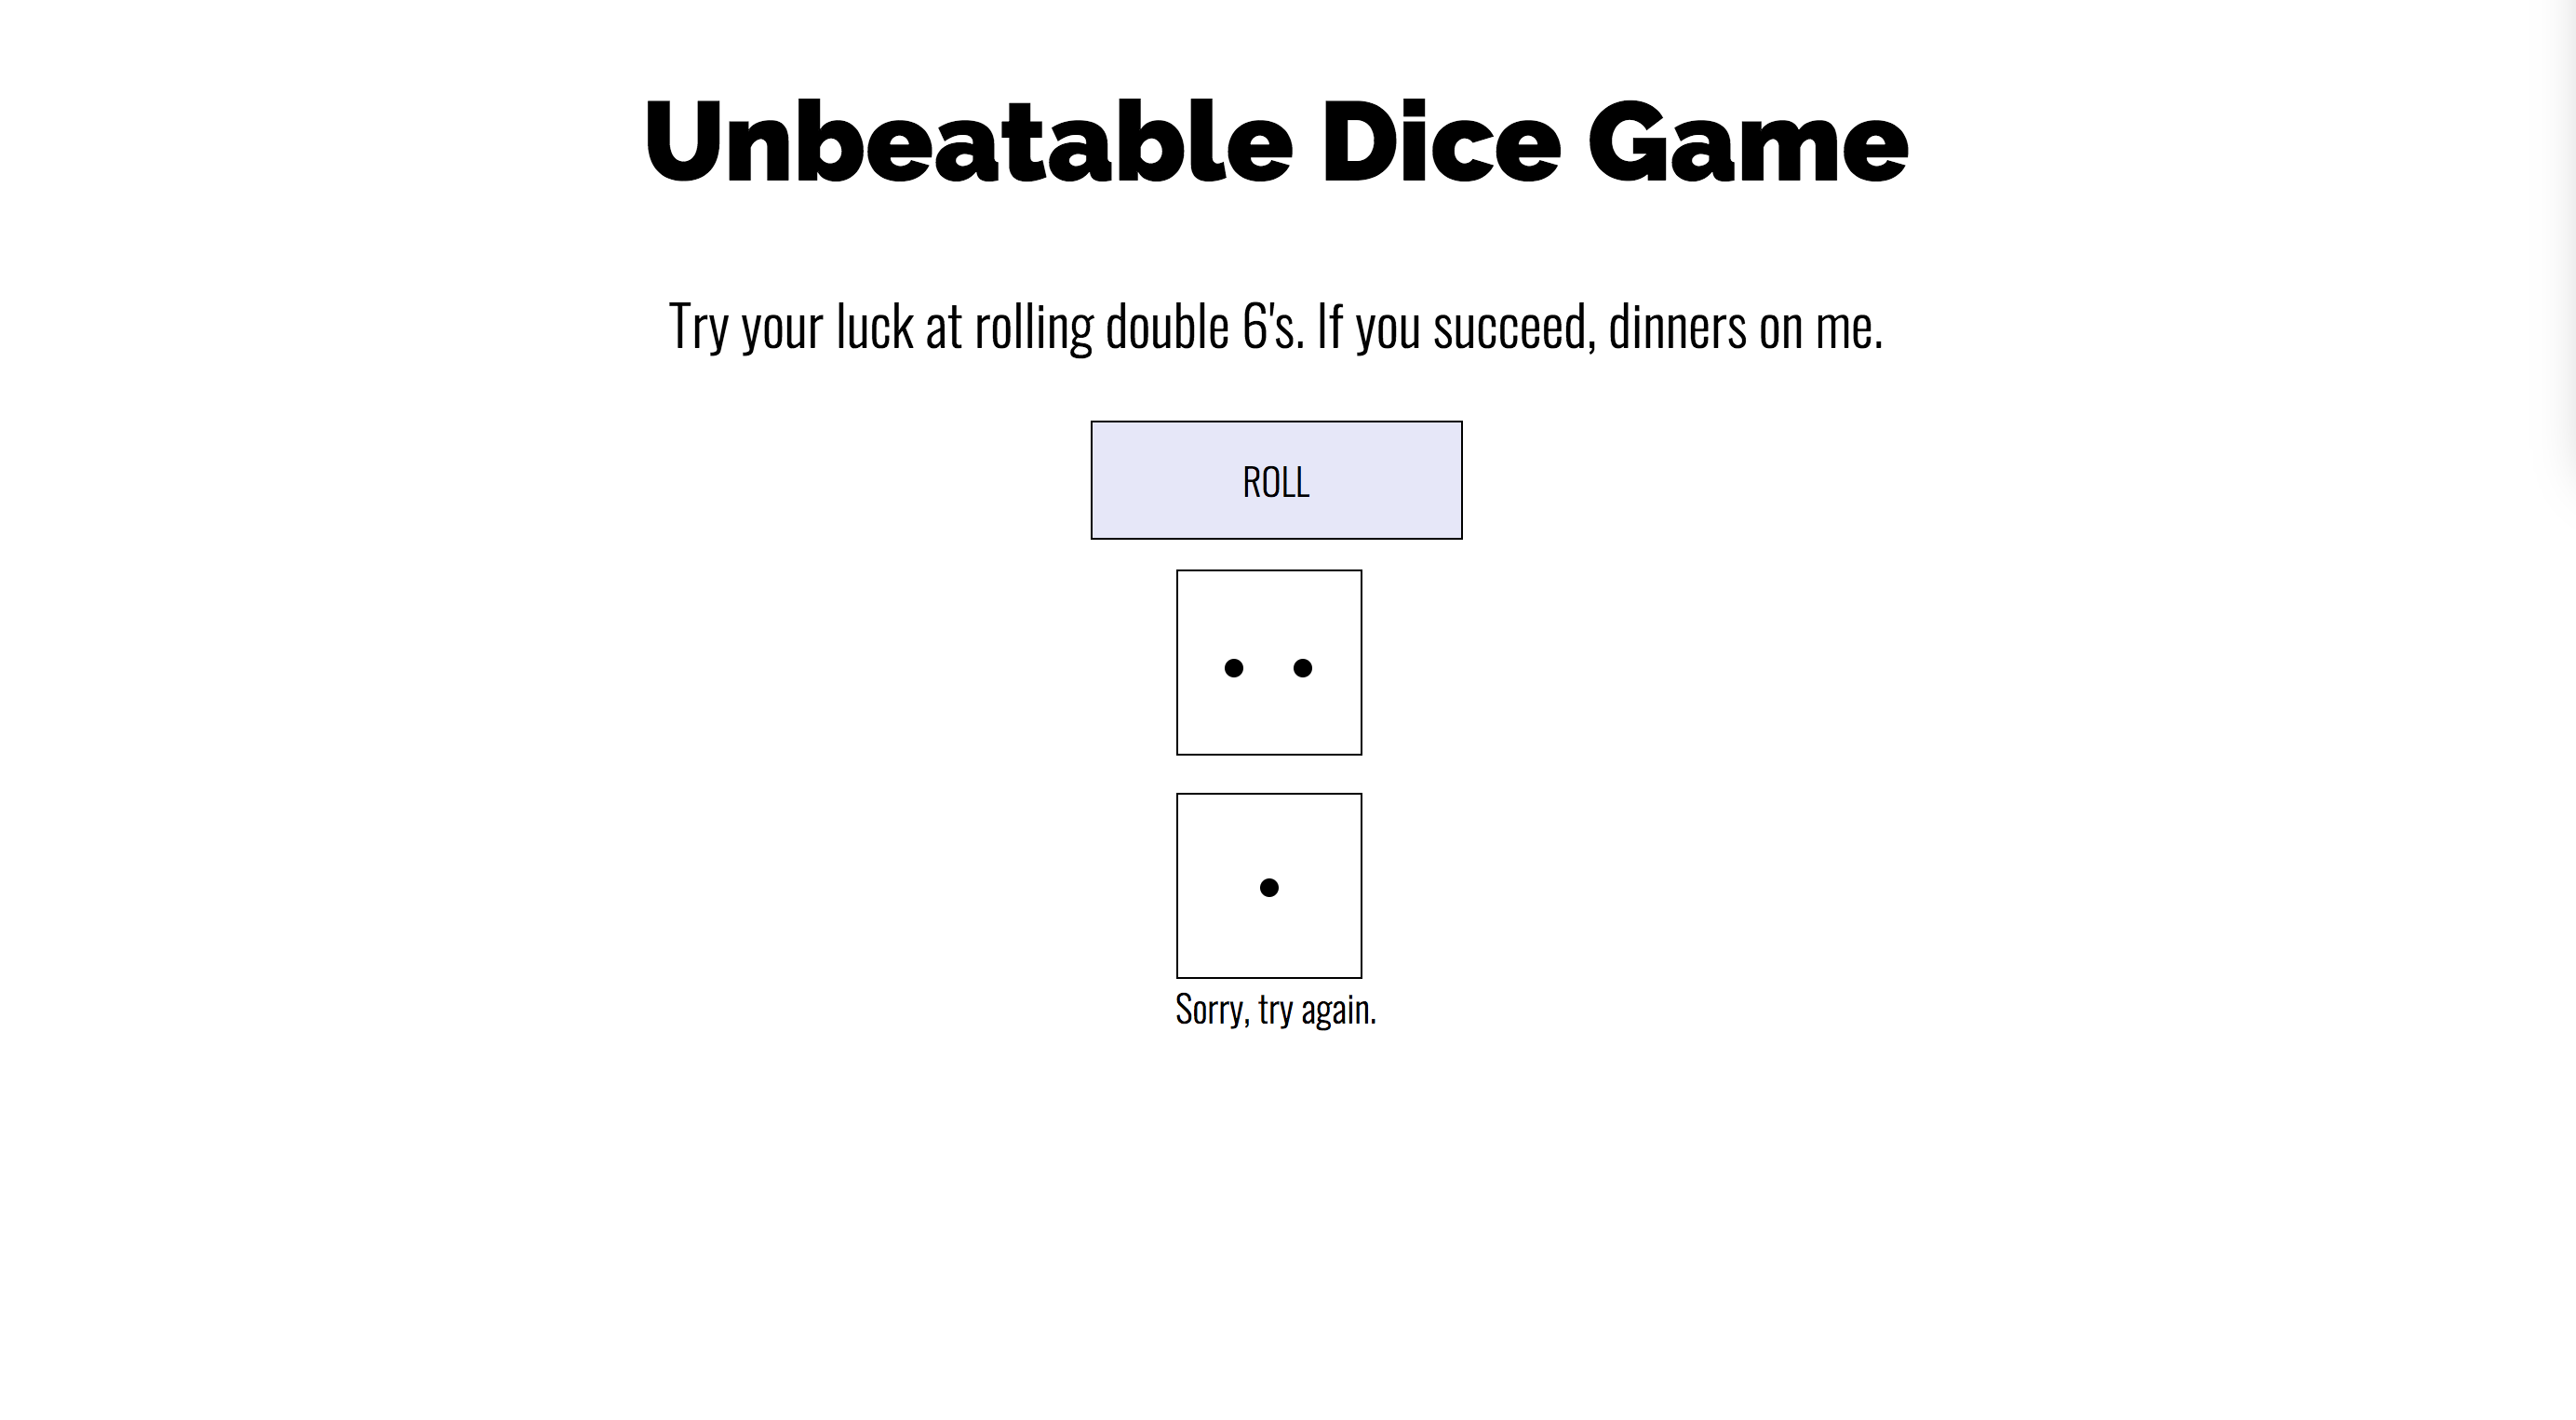 Unbeatable Dice Game
Try your luck at rolling double 6's. If you succeed, dinners on me.
ROLL
Sorry, try again.